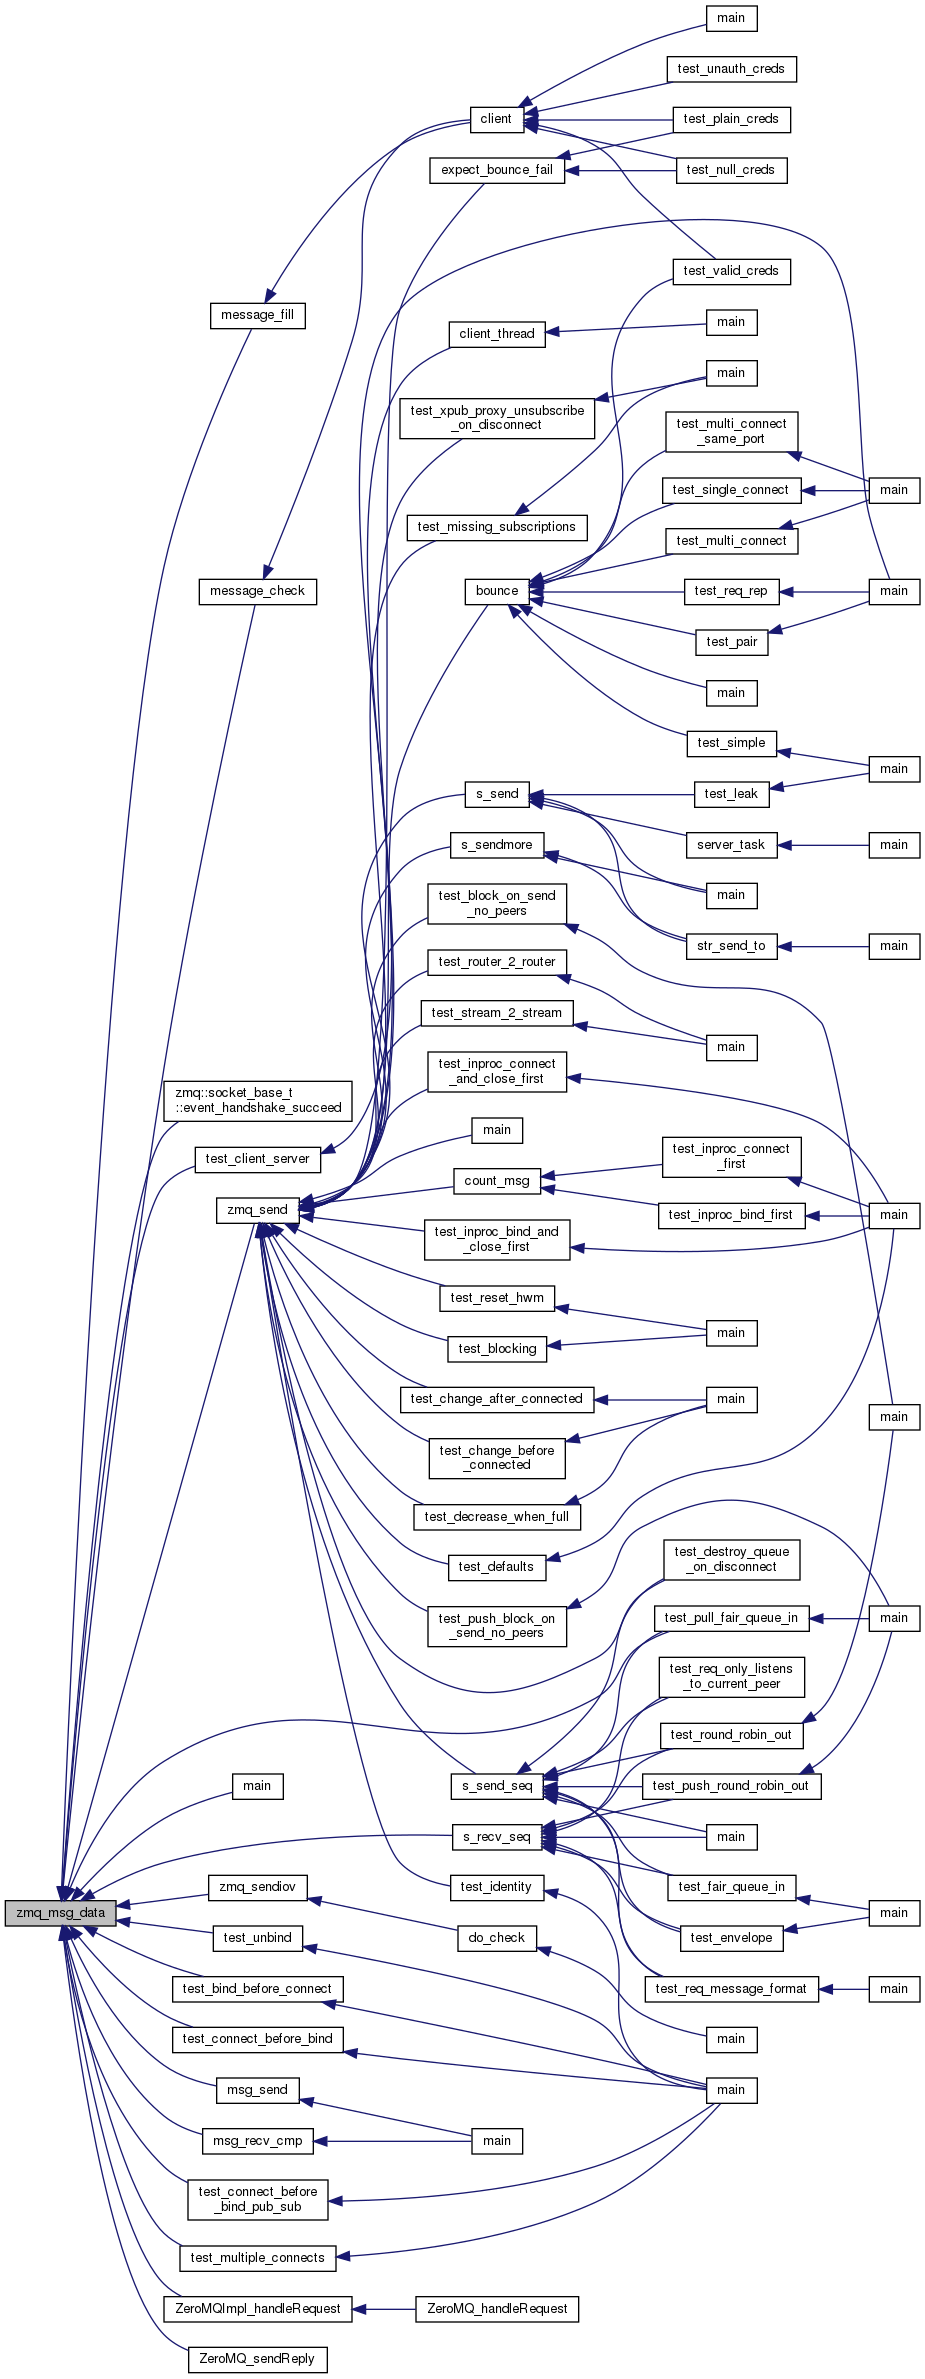 main
test_unauth_creds
client
test_plain_creds
expect_bounce_fail
test_null_creds
test_valid_creds
message_fill
client_thread
main
main
test_xpub_proxy_unsubscribe
_on_disconnect
test_multi_connect
_same_port
test_single_connect
main
test_missing_subscriptions
test_multi_connect
message_check
bounce
test_req_rep
main
test_pair
main
test_simple
main
s_send
test_leak
s_sendmore
server_task
main
test_block_on_send
_no_peers
main
str_send_to
main
test_router_2_router
test_stream_2_stream
main
test_inproc_connect
_and_close_first
zmq::socket_base_t
::event_handshake_succeed
main
test_client_server
test_inproc_connect
_first
count_msg
zmq_send
test_inproc_bind_first
main
test_inproc_bind_and
_close_first
test_reset_hwm
main
test_blocking
test_change_after_connected
main
main
test_change_before
_connected
test_decrease_when_full
test_defaults
test_destroy_queue
_on_disconnect
test_push_block_on
_send_no_peers
test_pull_fair_queue_in
main
test_req_only_listens
_to_current_peer
test_round_robin_out
main
s_send_seq
test_push_round_robin_out
s_recv_seq
main
zmq_sendiov
test_identity
test_fair_queue_in
zmq_msg_data
main
test_unbind
do_check
test_envelope
test_bind_before_connect
test_req_message_format
main
test_connect_before_bind
main
msg_send
main
msg_recv_cmp
main
test_connect_before
_bind_pub_sub
test_multiple_connects
ZeroMQImpl_handleRequest
ZeroMQ_handleRequest
ZeroMQ_sendReply